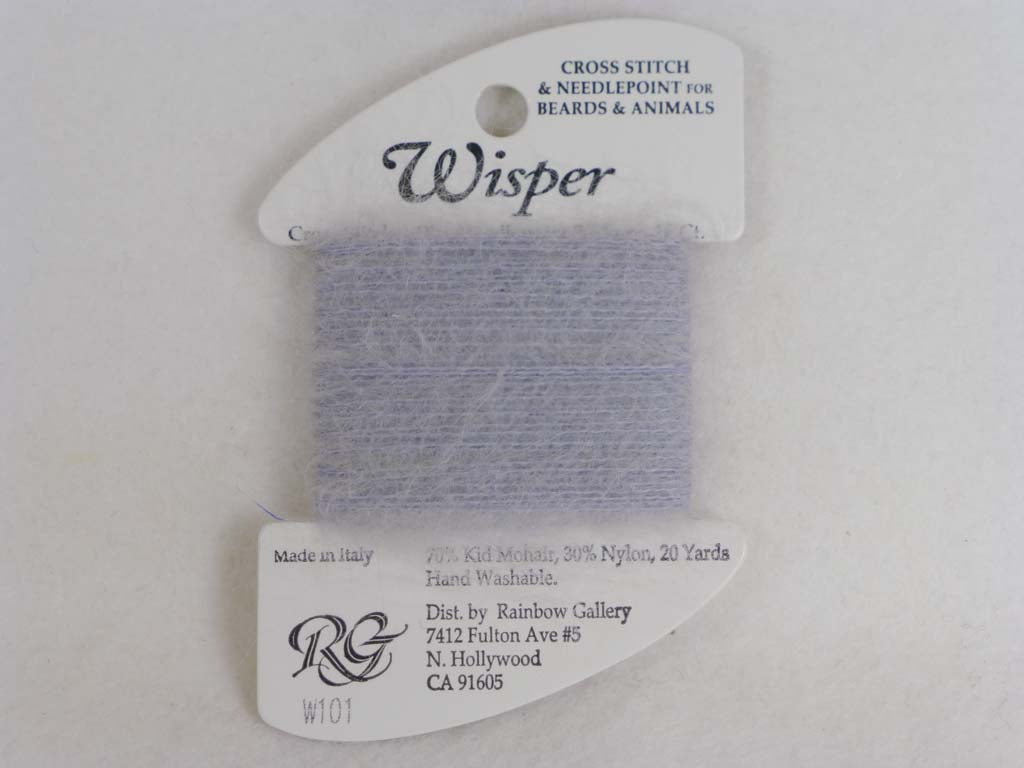 CROSS STITCH
& NEEDLEPOINT FOR
BEARDS & ANIMALS
Wisper
Ct.
Made in Italy
70% Kid Mohair, 30% Nylon, 20 Yards
Hand Washable.
RG
Dist. by Rainbow Gallery
7412 Fulton Ave #5
N. Hollywood
CA 91605
W101